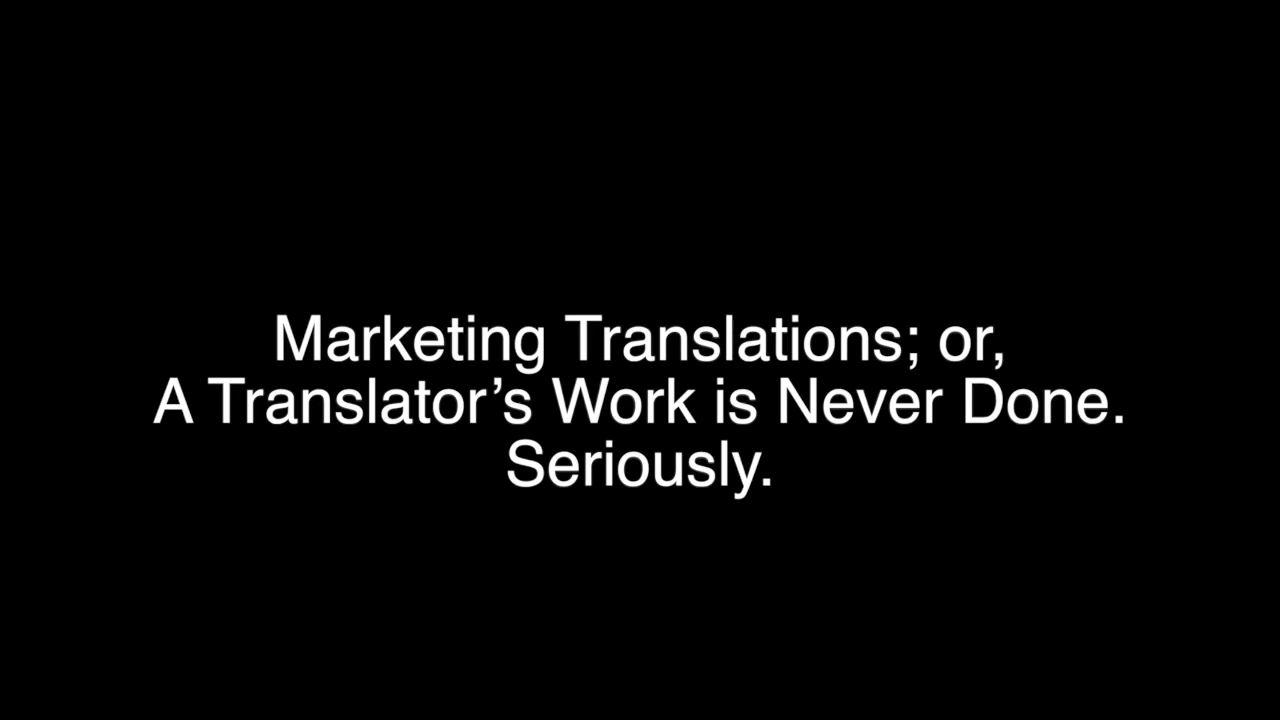 Marketing Translations; or,
A Translator’s Work is Never Done.
Seriously.